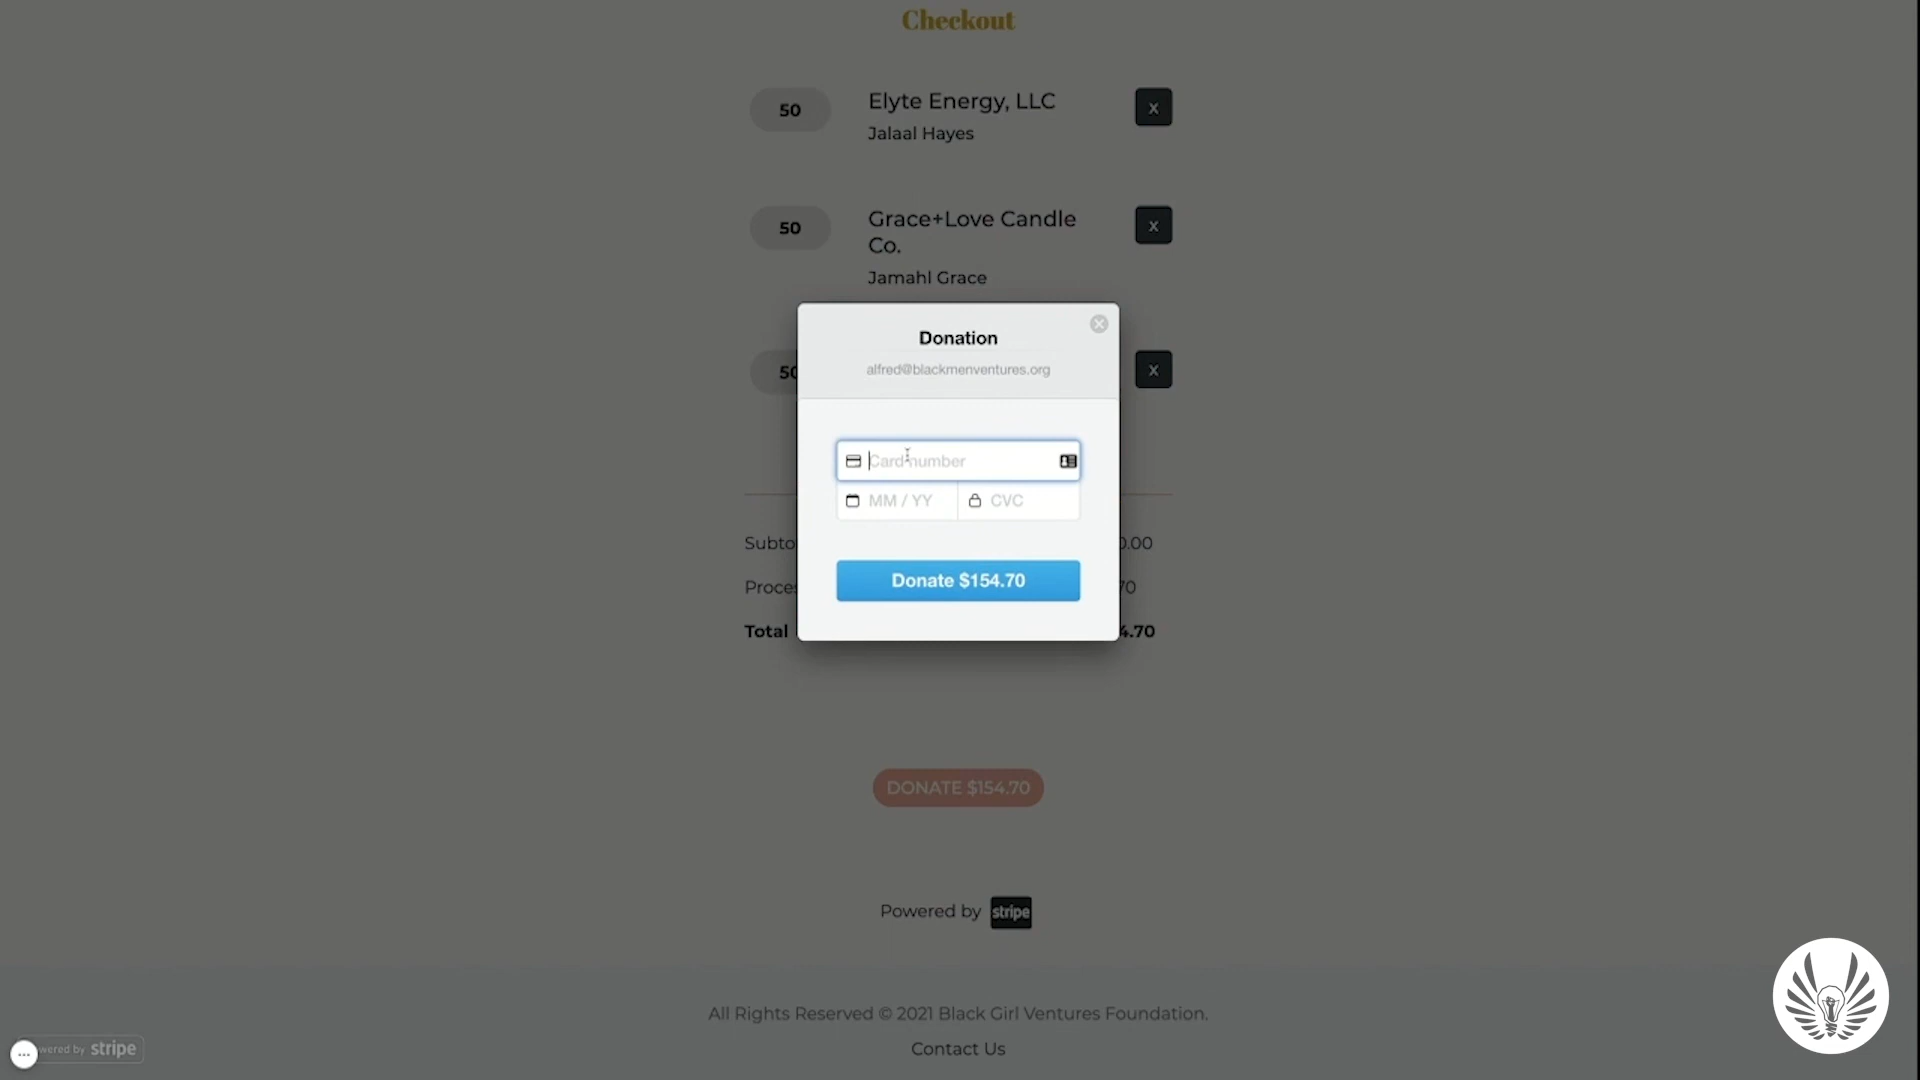 Checkout
50
Elyte Energy, LLC
X
Jalaal Hayes
50
Grace+Love Candle
Co.
X
Jamahl Grace
Donation
alfred@blackmenventures.org
50
X
Card number
MM / YY
CVC
Donate $154.70
Total
DONATE $154.70
Powered by stripe
All Rights Reserved © 2021 Black Girl Ventures Foundation.
Contact Us
stripe